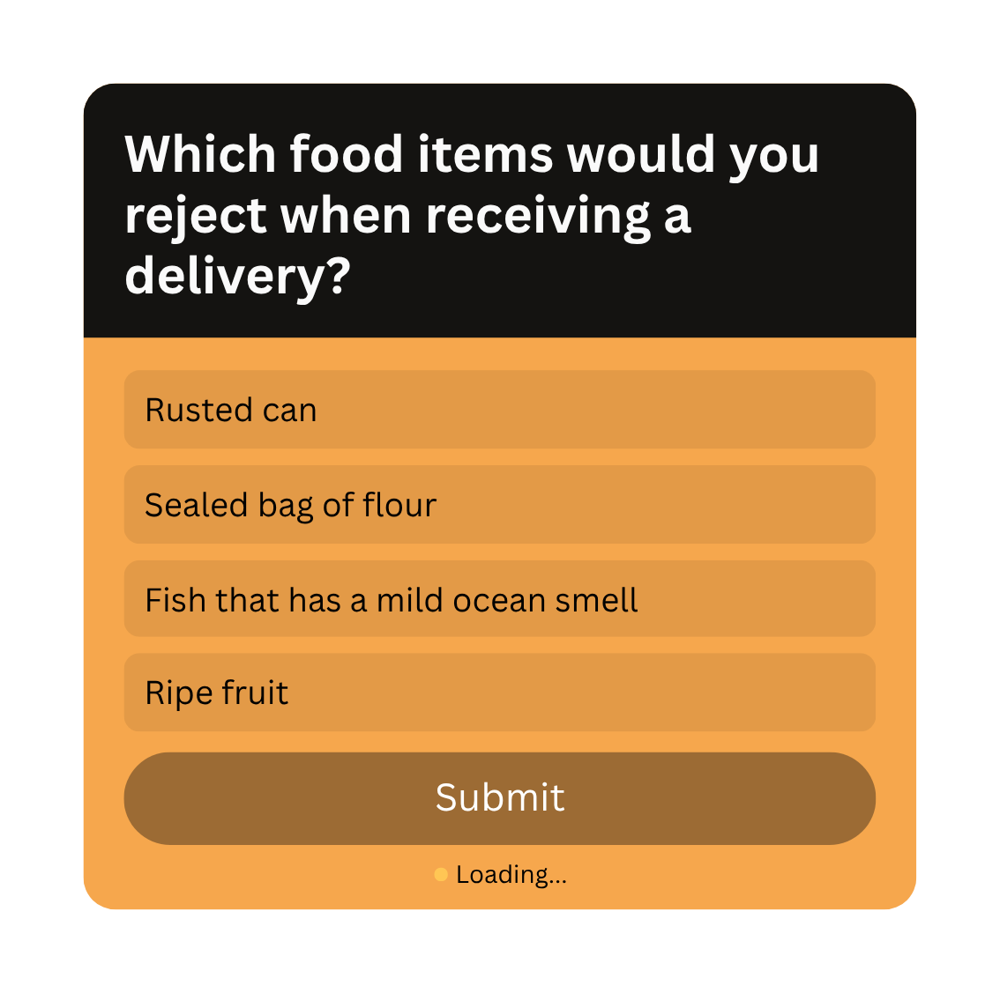 Which food items would you
reject when receiving a
delivery?
Rusted can
Sealed bag of flour
Fish that has a mild ocean smell
Ripe fruit
Submit
Loading...